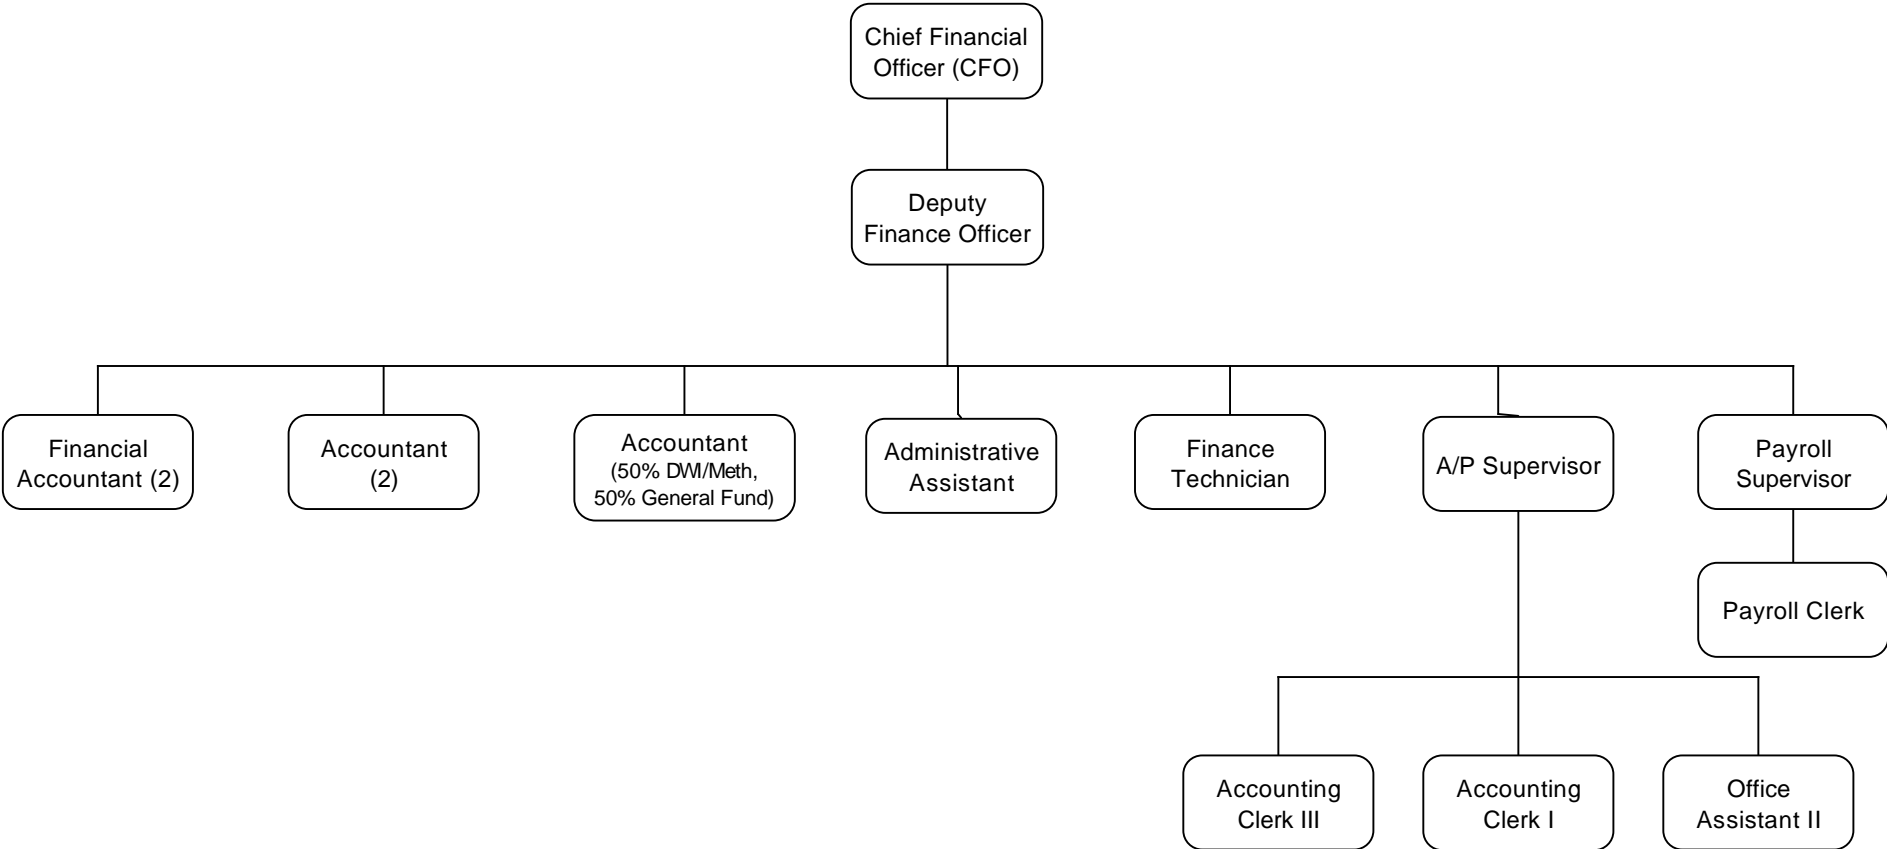 Chief Financial
Officer (CFO)
Deputy
Finance Officer
Financial
Accountant (2)
Accountant
(2)
Accountant
(50% DWI/Meth,
50% General Fund)
Administrative
Assistant
Finance
Technician
A/P Supervisor
Payroll
Supervisor
Payroll Clerk
Accounting
Clerk III
Accounting
Clerk I
Office
Assistant II